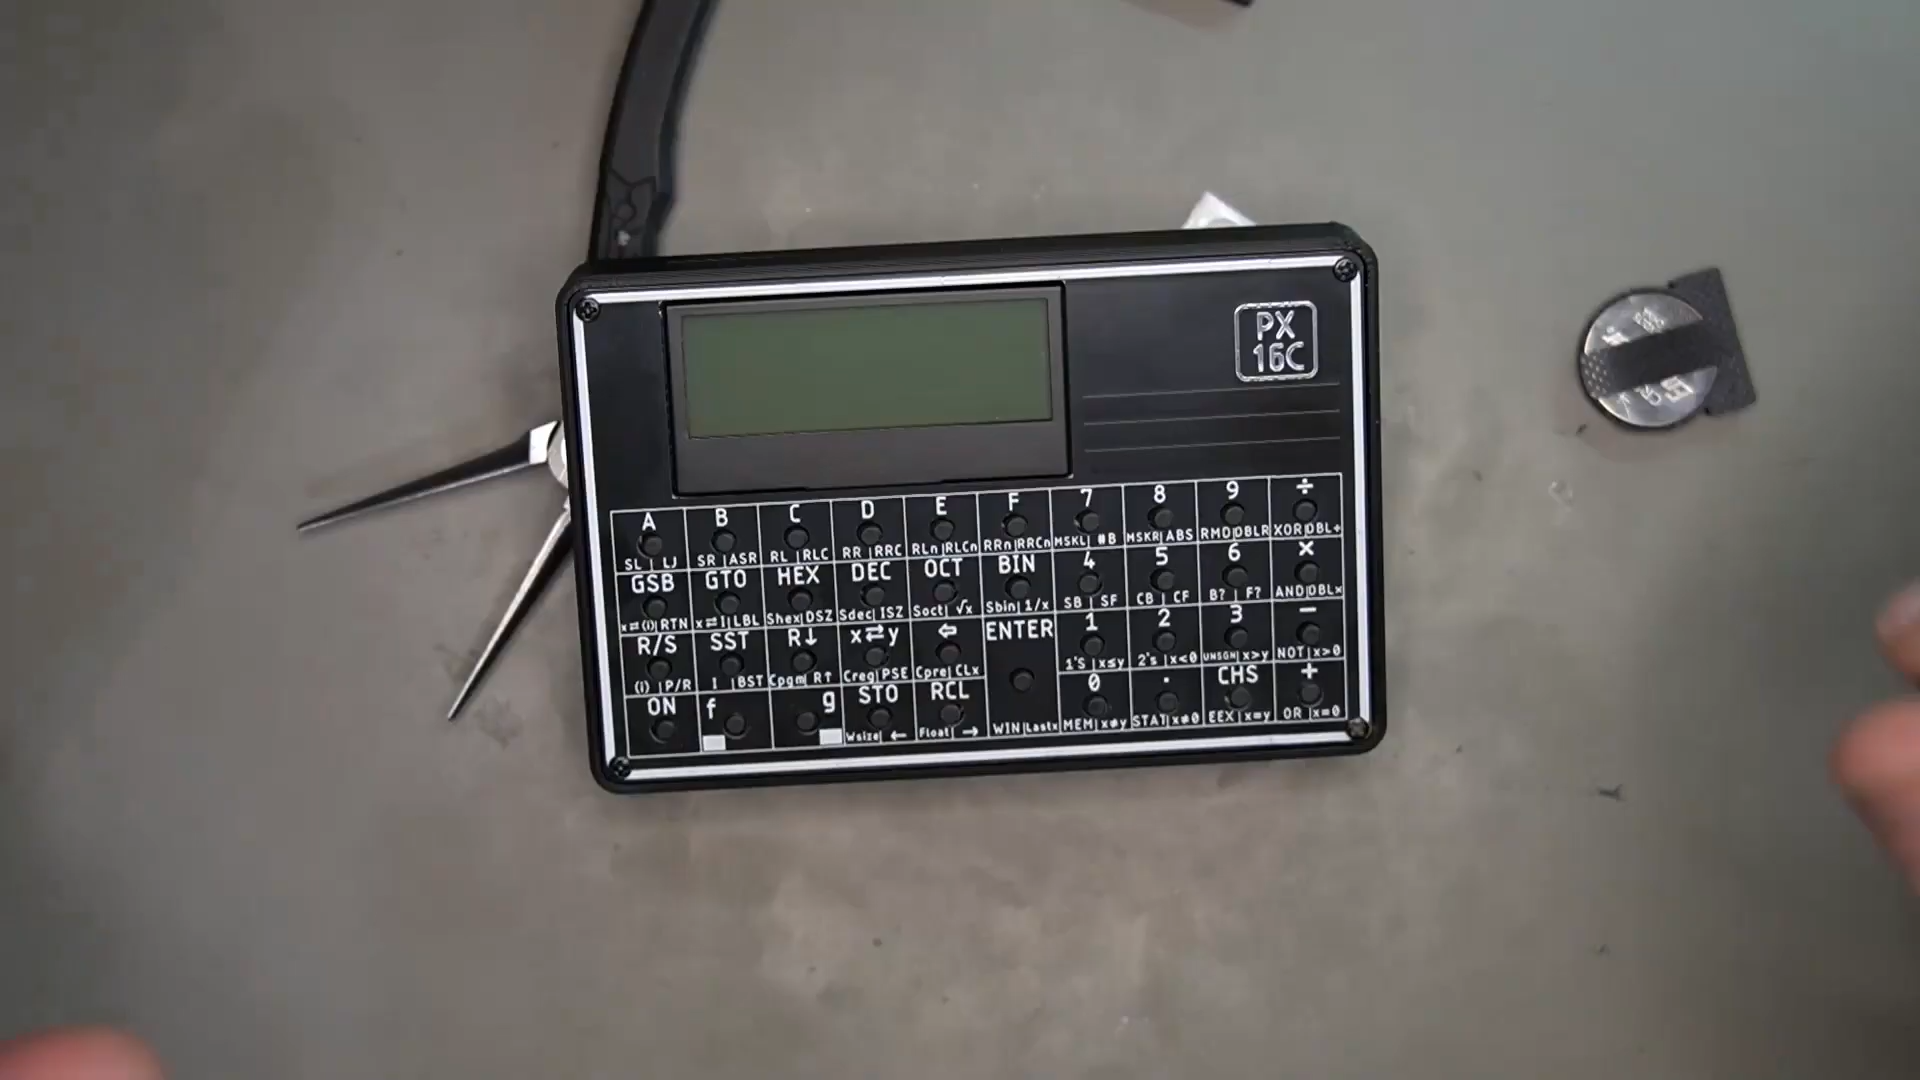 PX
16C
A B C D E F 7 8 9 ÷
SL | LJ SR | ASR RL | RLC RR | RRC RLn | RLCn RRn | RRCn MSKL | #B MSKR | ABS RMD | DBLR XOR | DBL÷
GSB GTO HEX DEC OCT BIN 4 5 6 ×
x⇄(i) | RTN x⇄I | LBL Shex | DSZ Sdec | ISZ Soct | √x Sbin | 1/x SB | SF CB | CF B? | F? AND | DBL×
R/S SST R↓ x⇄y ⇦ ENTER 1 2 3 −
(i) | P/R I | BST Cpgm | R↑ Creg | PSE Cpre | CLx 1'S | x≤y 2's | x<0 UNSGN | x>y NOT | x>0
ON f g STO RCL 0 . CHS +
Wsize | ← Float | → WIN | Lastx MEM | x≠y STAT | x≠0 EEX | x=y OR | x=0